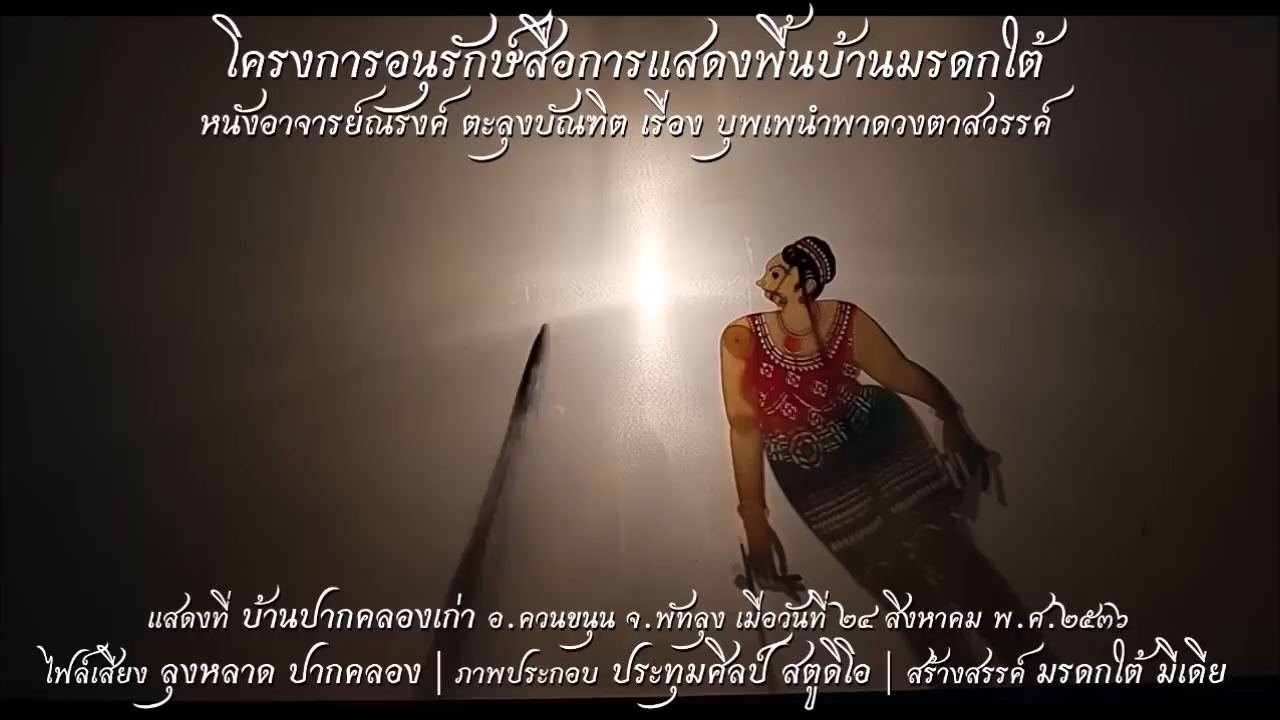 โครงการอนุรักษ์สื่อการแสดงพื้นบ้านมรดกใต้
หนังอาจารย์ณรงค์ ตะลุงบัณฑิต เรื่อง บุพเพนำพาดวงตาสวรรค์
แสดงที่ บ้านปากคลองเก่า อ.ควนขนุน จ.พัทลุง เมื่อวันที่ ๒๔ สิงหาคม พ.ศ.๒๕๓๖
ไฟล์เสียง ลุงหลาด ปากคลอง | ภาพประกอบ ประทุมศิลป์ สตูดิโอ | สร้างสรรค์ มรดกใต้ มีเดีย